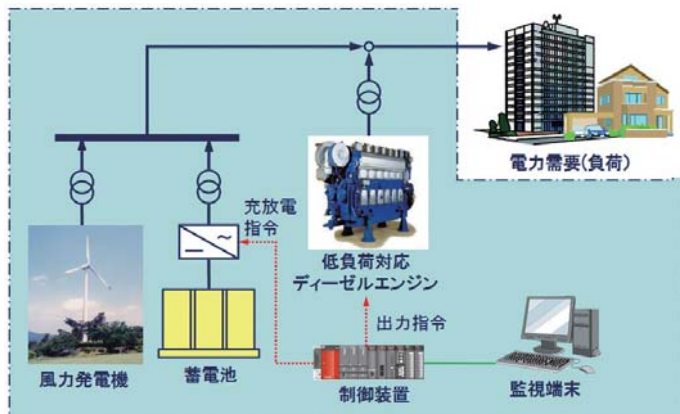 電力需要(負荷)
充放電
指令
低負荷対応
ディーゼルエンジン
出力指令
風力発電機
蓄電池
制御装置
監視端末